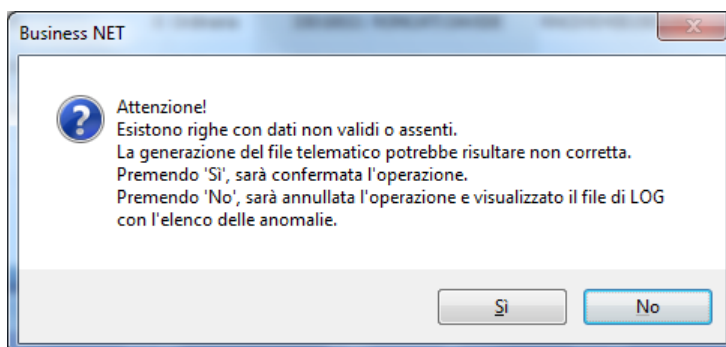 Business NET
Attenzione!
Esistono righe con dati non validi o assenti.
La generazione del file telematico potrebbe risultare non corretta.
Premendo 'Sì', sarà confermata l'operazione.
Premendo 'No', sarà annullata l'operazione e visualizzato il file di LOG
con l'elenco delle anomalie.
Sì
No